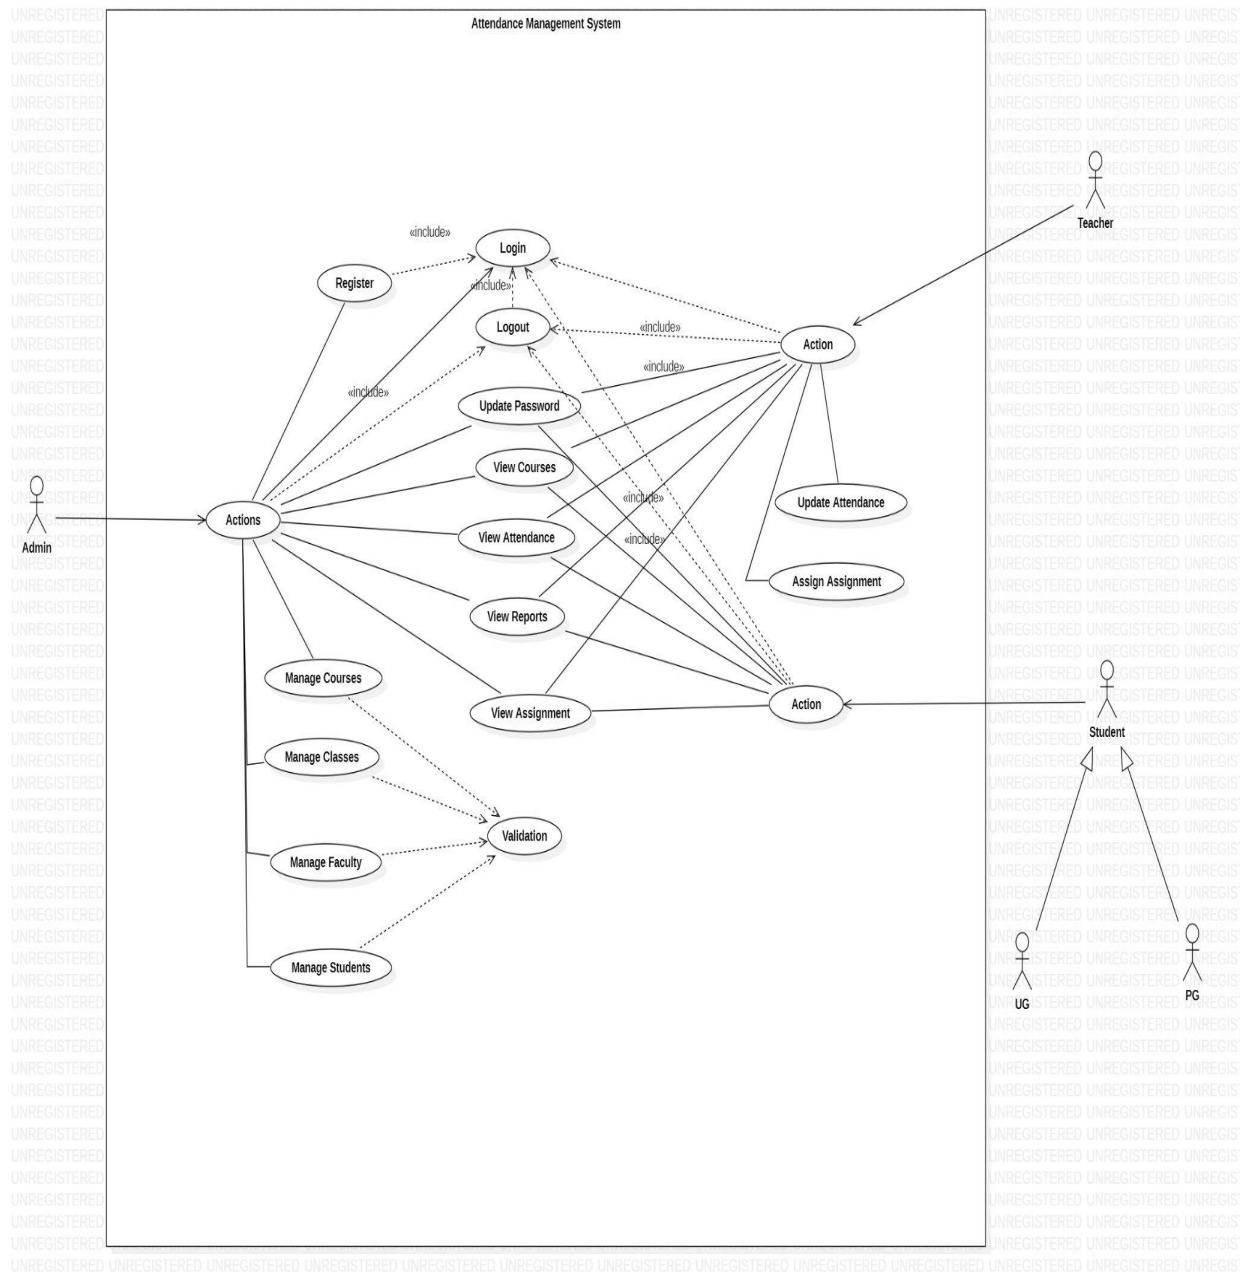 Attendance Management System
Teacher
«include»
Login
Register
«include»
Logout
«include»
Action
«include»
«include»
Update Password
View Courses
Admin
Actions
«include»
Update Attendance
View Attendance
«include»
Assign Assignment
View Reports
Manage Courses
View Assignment
Action
Student
Manage Classes
Validation
Manage Faculty
Manage Students
UG
PG
UNREGISTERED